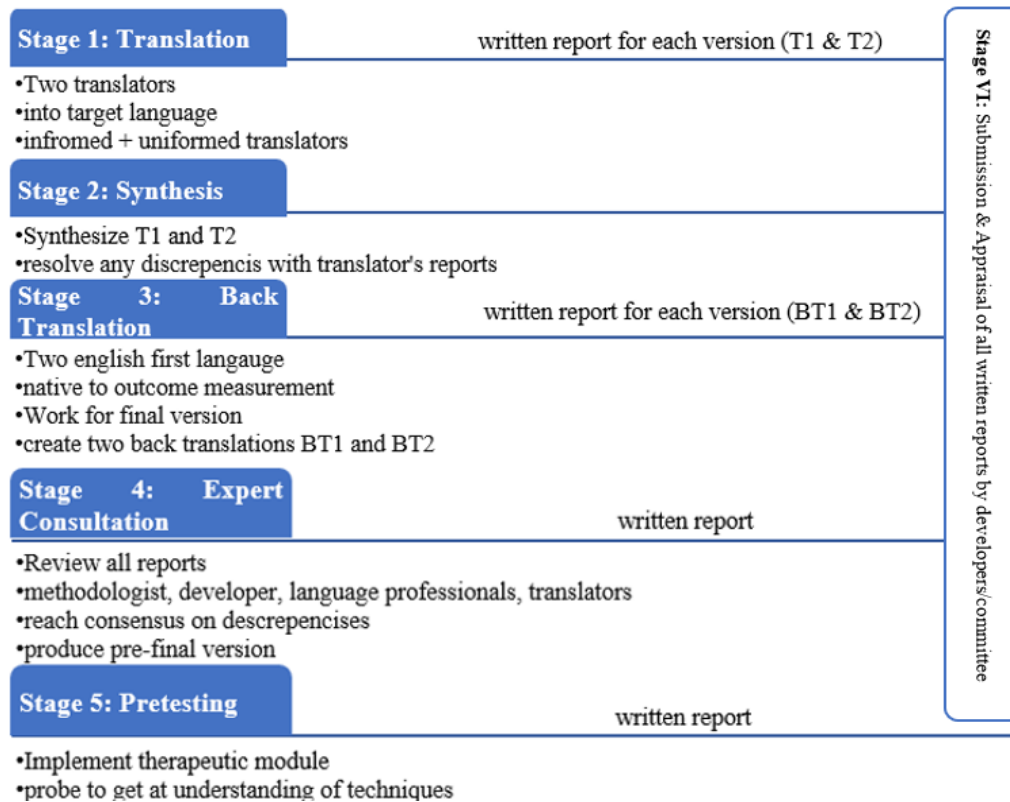 Stage 1: Translation
written report for each version (T1 & T2)
•Two translators
•into target language
•infromed + uniformed translators
Stage 2: Synthesis
•Synthesize T1 and T2
•resolve any discrepencis with translator's reports
Stage 3: Back
Translation
written report for each version (BT1 & BT2)
•Two english first langauge
•native to outcome measurement
•Work for final version
•create two back translations BT1 and BT2
Stage 4: Expert
Consultation
written report
•Review all reports
•methodologist, developer, language professionals, translators
•reach consensus on descrepencises
•produce pre-final version
Stage 5: Pretesting
written report
•Implement therapeutic module
•probe to get at understanding of techniques
Stage VI: Submission & Appraisal of all written reports by developers/committee